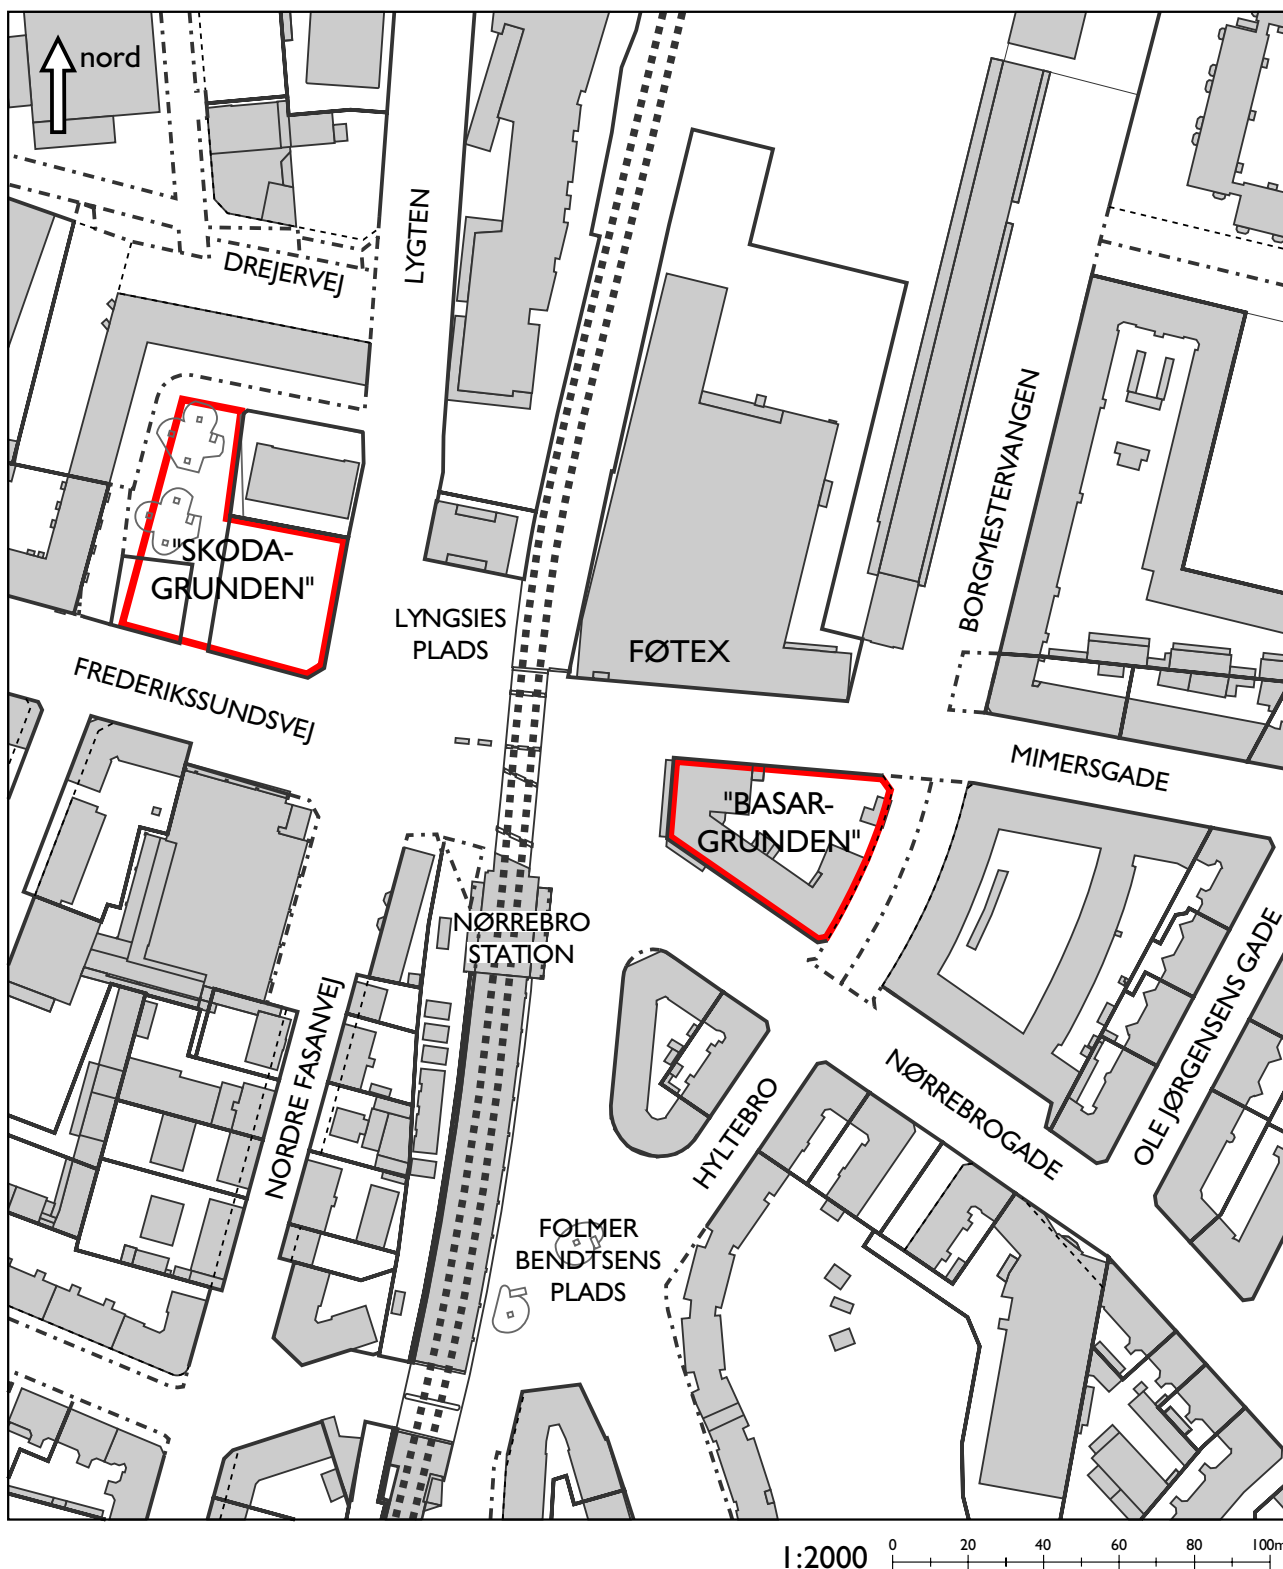 nord
LYGTEN
DREJERVEJ
BORGMESTERVANGEN
"SKODA-
GRUNDEN"
LYNGSIES
PLADS
FØTEX
FREDERIKSSUNDSVEJ
MIMERSGADE
"BASAR-
GRUNDEN"
NØRREBRO
STATION
NORDRE FASANVEJ
OLE JØRGENSENS GADE
NØRREBROGADE
HYLTEBRO
FOLMER
BENDTSENS
PLADS
1:2000
0 20 40 60 80 100m